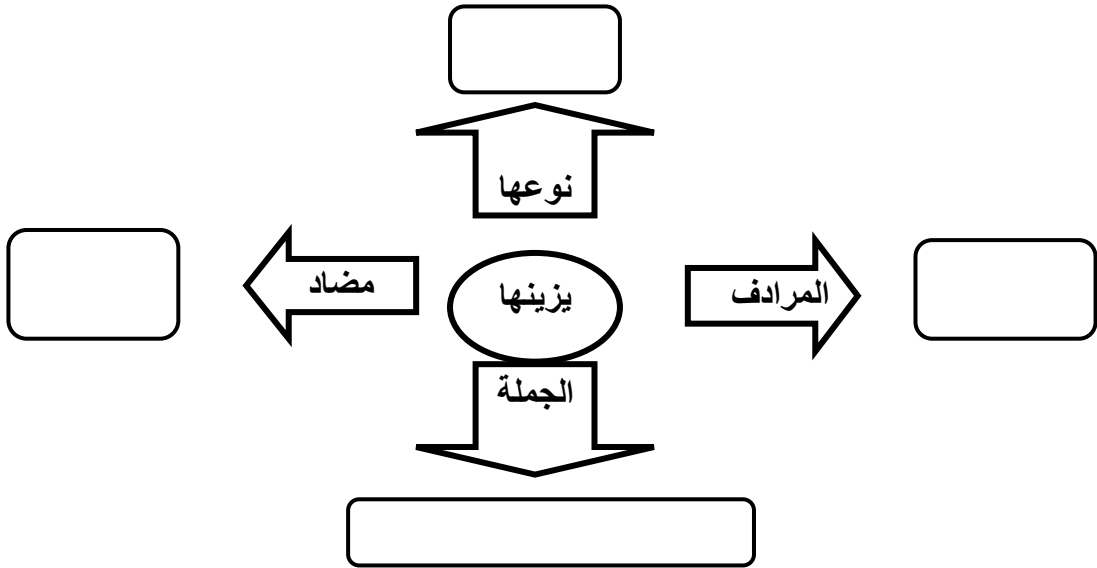 نوعها
المرادف
يزينها
مضاد
الجملة